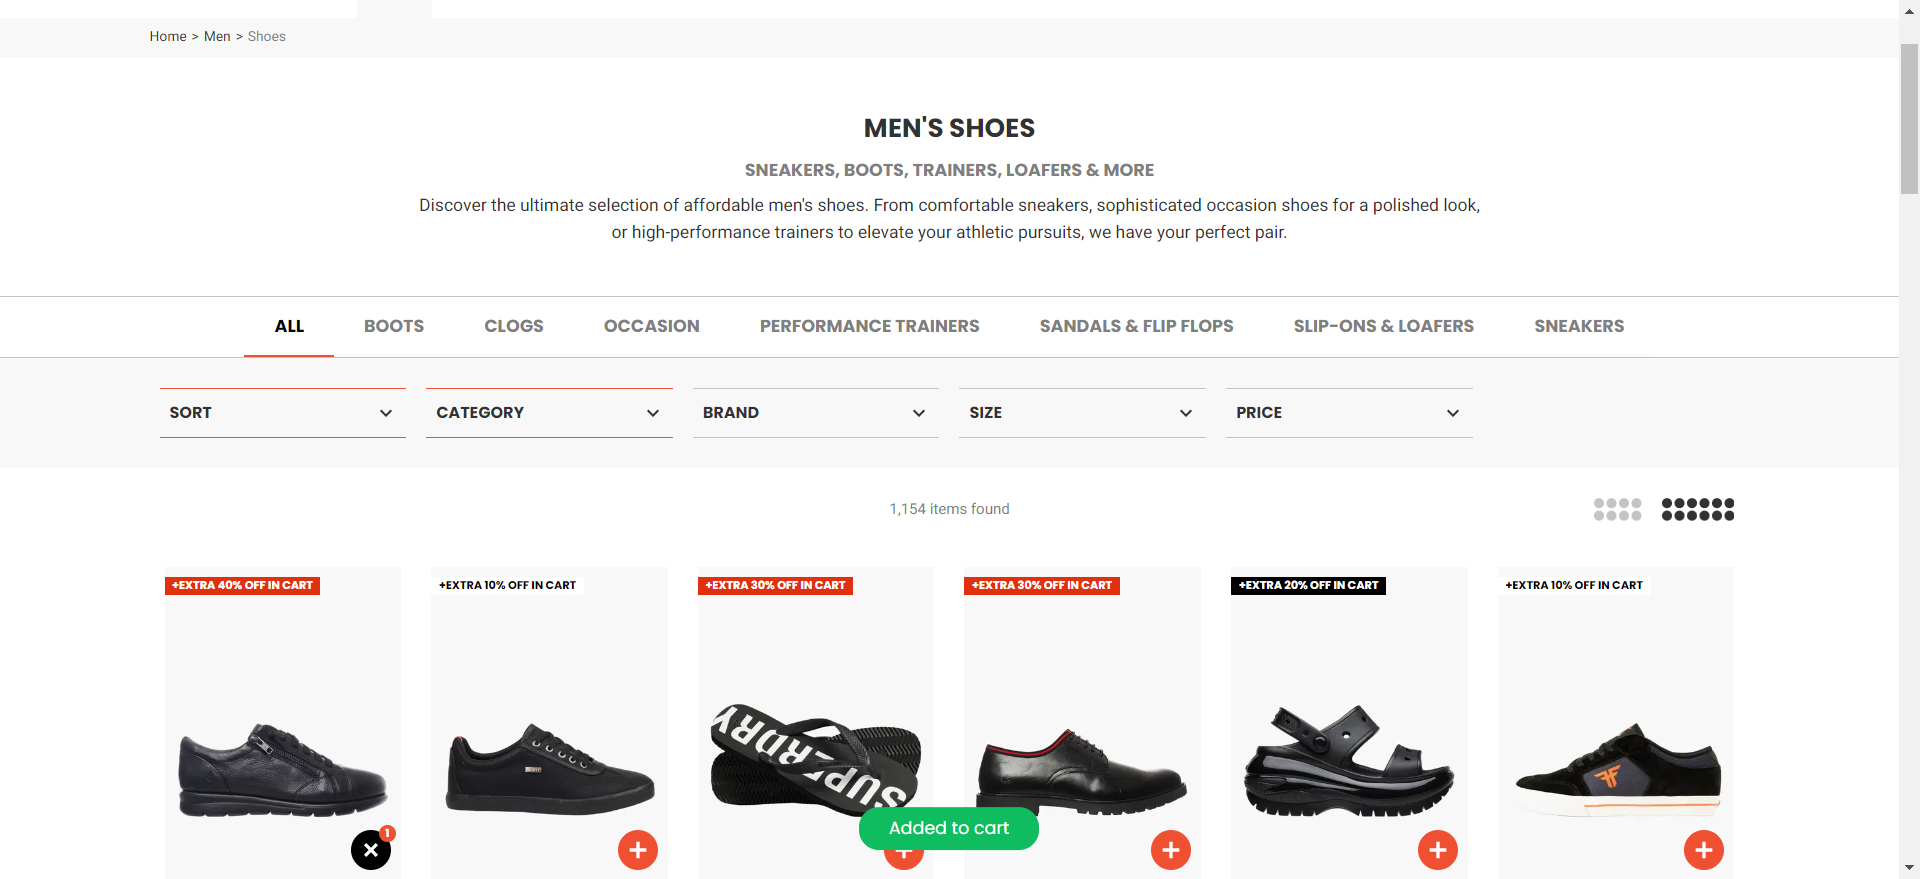 Home > Men > Shoes
MEN'S SHOES
SNEAKERS, BOOTS, TRAINERS, LOAFERS & MORE
Discover the ultimate selection of affordable men's shoes. From comfortable sneakers, sophisticated occasion shoes for a polished look,
or high-performance trainers to elevate your athletic pursuits, we have your perfect pair.
ALL BOOTS CLOGS OCCASION PERFORMANCE TRAINERS SANDALS & FLIP FLOPS SLIP-ONS & LOAFERS SNEAKERS
SORT CATEGORY BRAND SIZE PRICE
1,154 items found
+EXTRA 40% OFF IN CART +EXTRA 10% OFF IN CART +EXTRA 30% OFF IN CART +EXTRA 30% OFF IN CART +EXTRA 20% OFF IN CART +EXTRA 10% OFF IN CART
SUPERDRY
Added to cart
1